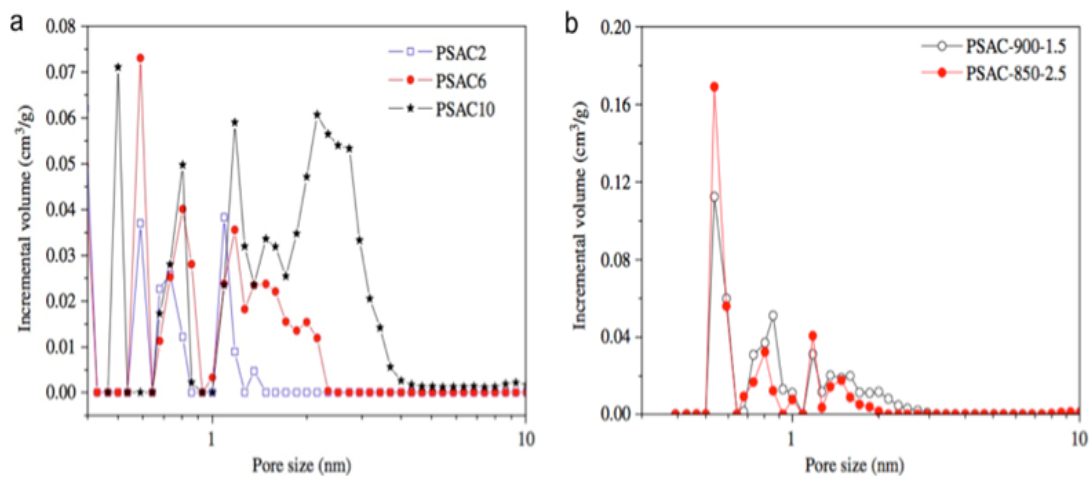 a
0.08
0.07
0.06
0.05
0.04
0.03
0.02
0.01
0.00
Incremental volume (cm³/g)
PSAC2
PSAC6
PSAC10
1
10
Pore size (nm)
b
0.20
0.16
0.12
0.08
0.04
0.00
Incremental volume (cm³/g)
PSAC-900-1.5
PSAC-850-2.5
1
10
Pore size (nm)